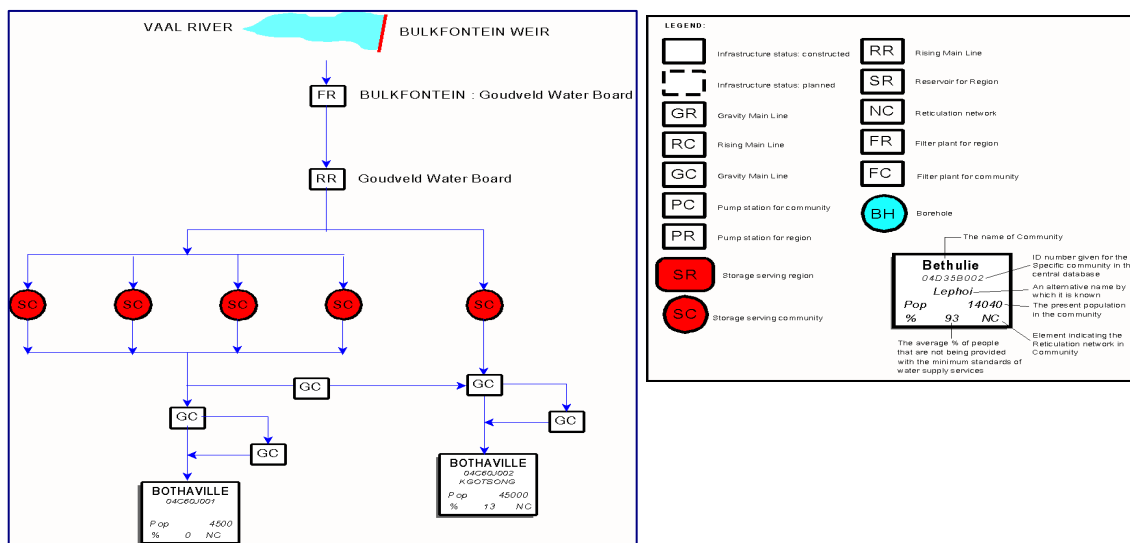 VAAL RIVER
BULKFONTEIN WEIR
FR
BULKFONTEIN : Goudveld Water Board
RR
Goudveld Water Board
SC
SC
SC
SC
SC
GC
GC
GC
GC
GC
BOTHAVILLE
04C60J001
Pop 4500
% 0 NC
BOTHAVILLE
04C60J002
KGOTSONG
Pop 45000
% 13 NC
LEGEND:
Infrastructure status: constructed
Infrastructure status: planned
GR Gravity Main Line
RC Rising Main Line
GC Gravity Main Line
PC Pump station for community
PR Pump station for region
SR Storage serving region
SC Storage serving community
RR Rising Main Line
SR Reservoir for Region
NC Reticulation network
FR Filter plant for region
FC Filter plant for community
BH Borehole
The name of Community
Bethulie
04D35B002
Lephoi
Pop 14040
% 93 NC
ID number given for the
Specific community in the
central database
An alternative name by
which it is known
The present population
in the community
Element indicating the
Reticulation network in
Community
The average % of people
that are not being provided
with the minimum standards of
water supply services